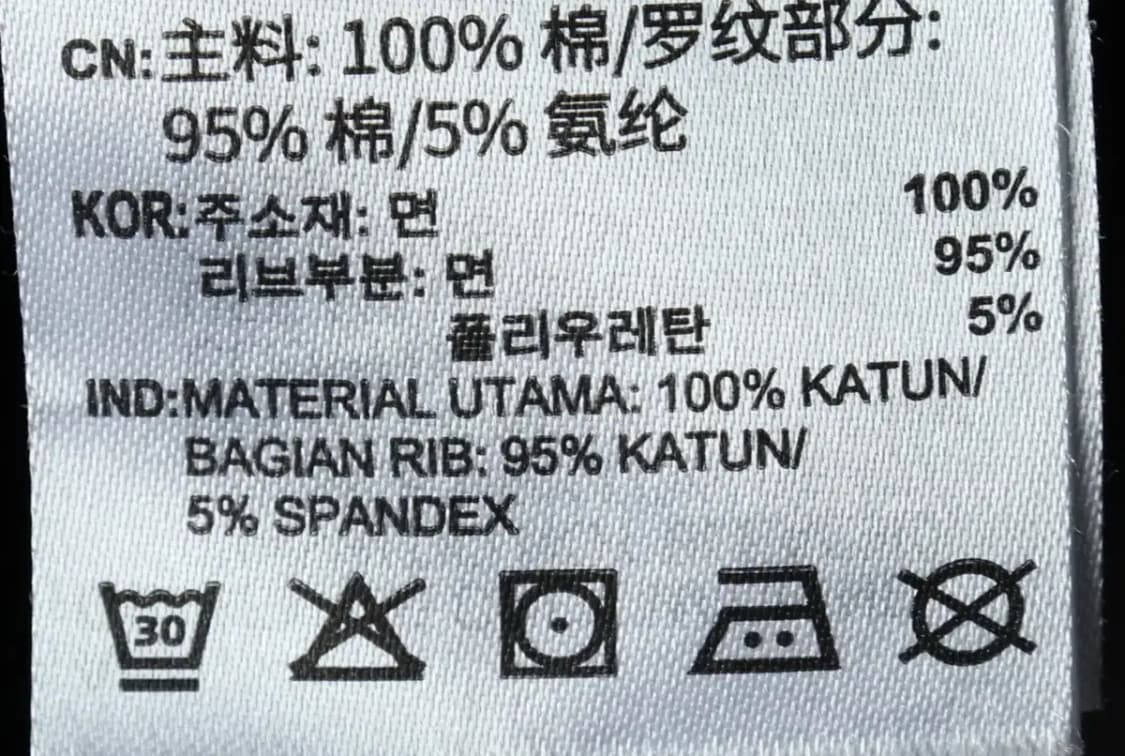 CN: 主料: 100% 棉/罗纹部分:
95% 棉/5% 氨纶
KOR: 주소재: 면 100%
리브부분: 면 95%
폴리우레탄 5%
IND: MATERIAL UTAMA: 100% KATUN/
BAGIAN RIB: 95% KATUN/
5% SPANDEX
30